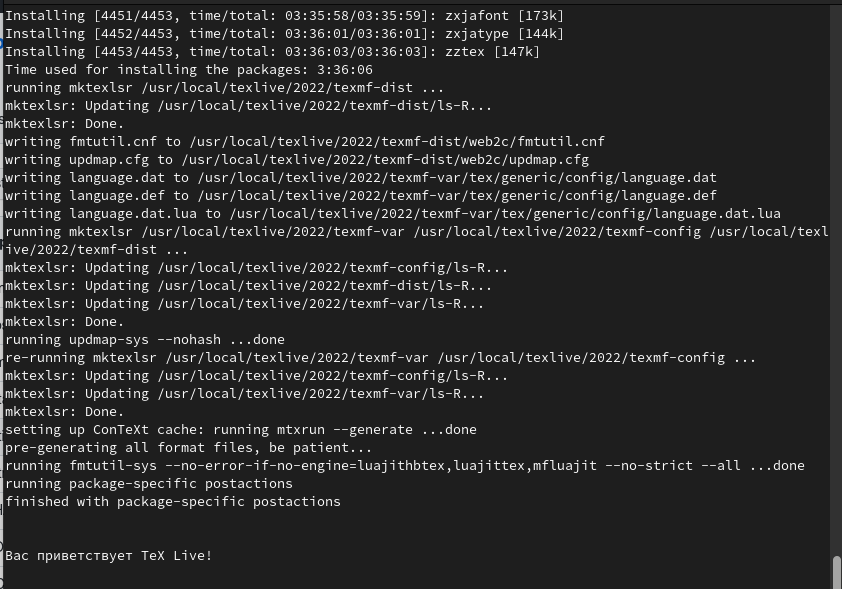 Installing [4451/4453, time/total: 03:35:58/03:35:59]: zxjafont [173k]
Installing [4452/4453, time/total: 03:36:01/03:36:01]: zxjatype [144k]
Installing [4453/4453, time/total: 03:36:03/03:36:03]: zztex [147k]
Time used for installing the packages: 3:36:06
running mktexlsr /usr/local/texlive/2022/texmf-dist ...
mktexlsr: Updating /usr/local/texlive/2022/texmf-dist/ls-R...
mktexlsr: Done.
writing fmtutil.cnf to /usr/local/texlive/2022/texmf-dist/web2c/fmtutil.cnf
writing updmap.cfg to /usr/local/texlive/2022/texmf-dist/web2c/updmap.cfg
writing language.dat to /usr/local/texlive/2022/texmf-var/tex/generic/config/language.dat
writing language.def to /usr/local/texlive/2022/texmf-var/tex/generic/config/language.def
writing language.dat.lua to /usr/local/texlive/2022/texmf-var/tex/generic/config/language.dat.lua
running mktexlsr /usr/local/texlive/2022/texmf-var /usr/local/texlive/2022/texmf-config /usr/local/texl
ive/2022/texmf-dist ...
mktexlsr: Updating /usr/local/texlive/2022/texmf-config/ls-R...
mktexlsr: Updating /usr/local/texlive/2022/texmf-dist/ls-R...
mktexlsr: Updating /usr/local/texlive/2022/texmf-var/ls-R...
mktexlsr: Done.
running updmap-sys --nohash ...done
re-running mktexlsr /usr/local/texlive/2022/texmf-var /usr/local/texlive/2022/texmf-config ...
mktexlsr: Updating /usr/local/texlive/2022/texmf-config/ls-R...
mktexlsr: Updating /usr/local/texlive/2022/texmf-var/ls-R...
mktexlsr: Done.
setting up ConTeXt cache: running mtxrun --generate ...done
pre-generating all format files, be patient...
running fmtutil-sys --no-error-if-no-engine=luajithbtex,luajittex,mfluajit --no-strict --all ...done
running package-specific postactions
finished with package-specific postactions
Вас приветствует TeX Live!